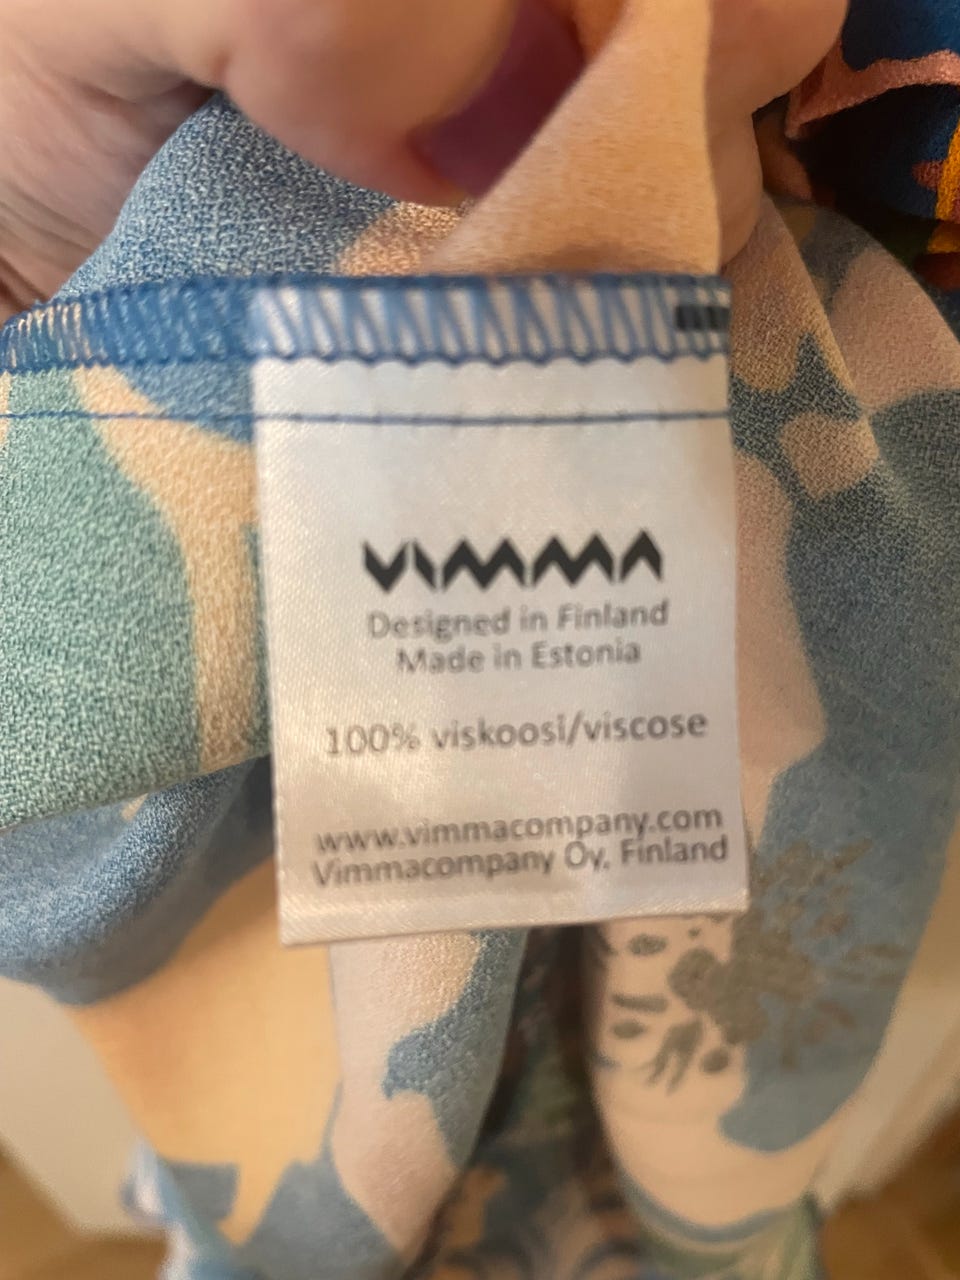 VIMMA
Designed in Finland
Made in Estonia
100% viskoosi/viscose
www.vimmacompany.com
Vimmacompany Oy, Finland